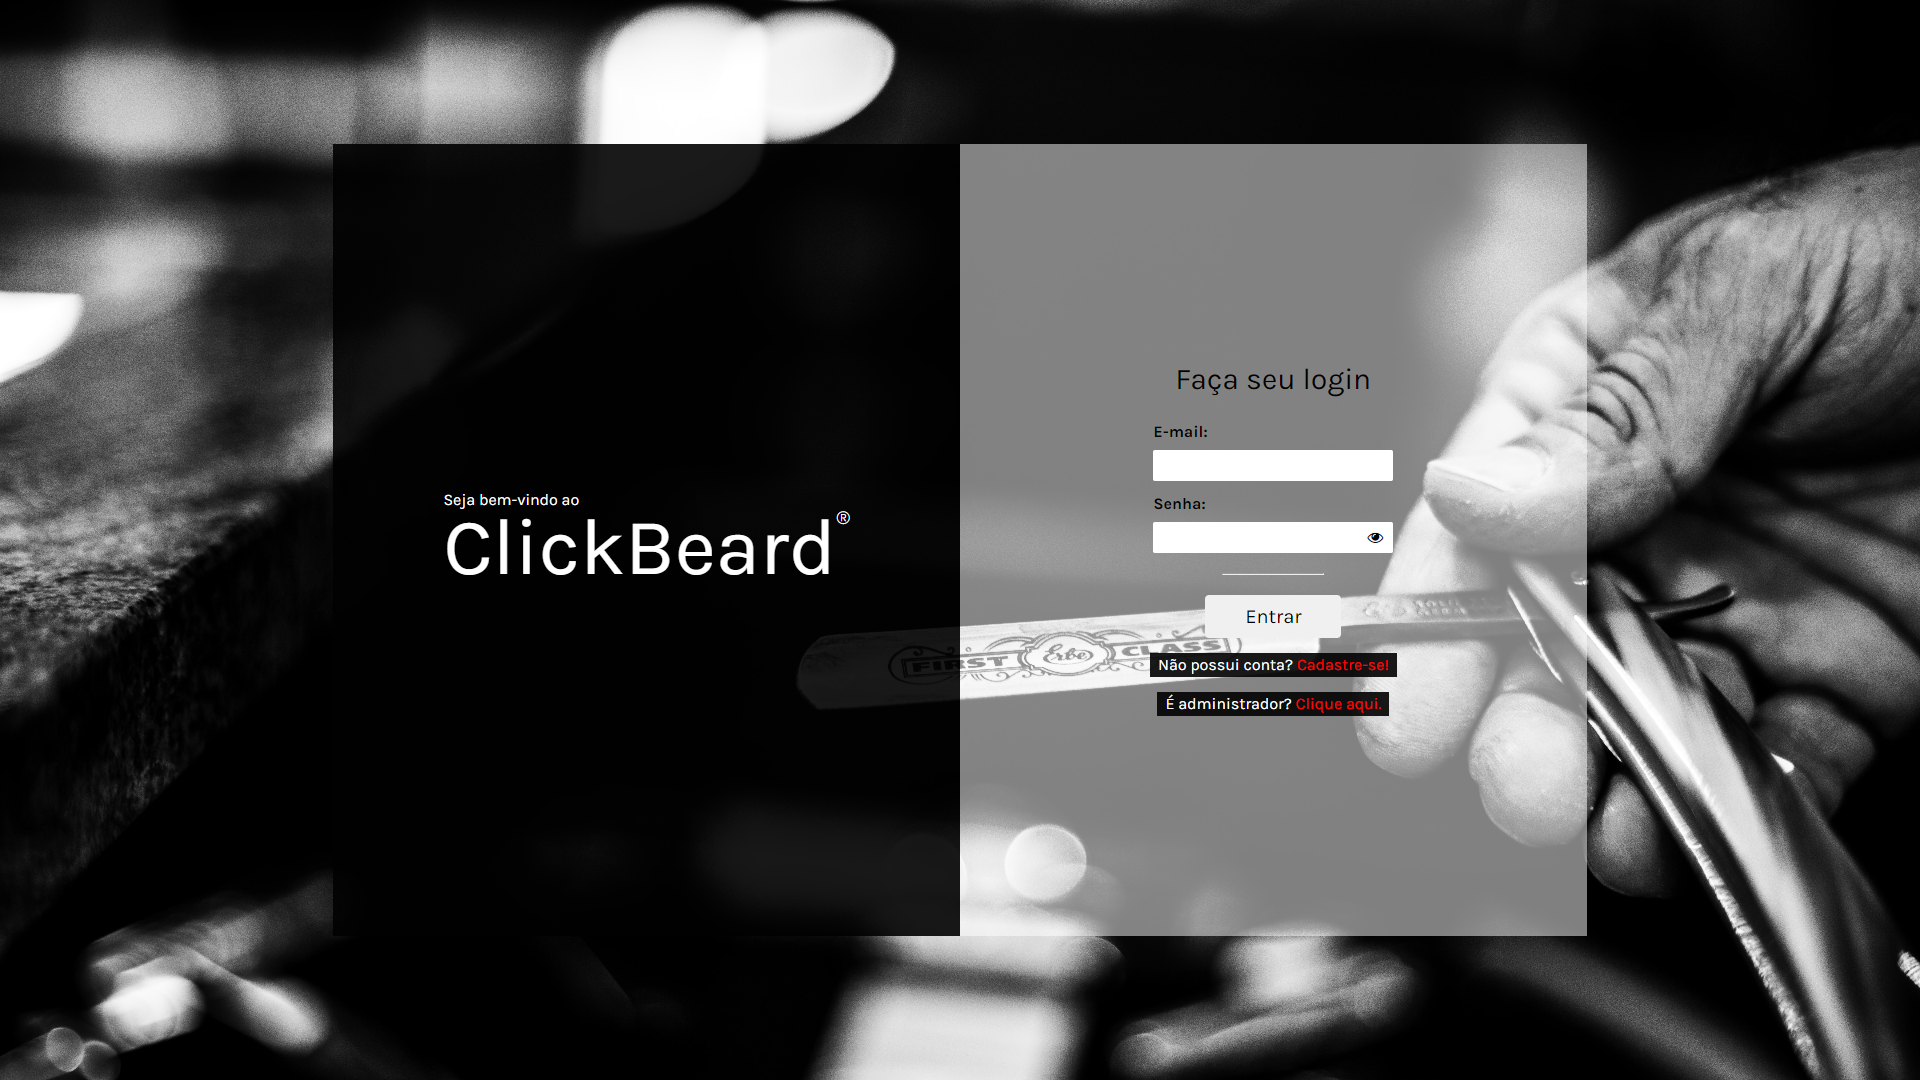 Seja bem-vindo ao
ClickBeard®
Faça seu login
E-mail:
Senha:
Entrar
FIRST Erbe CLASS
Não possui conta? Cadastre-se!
É administrador? Clique aqui.